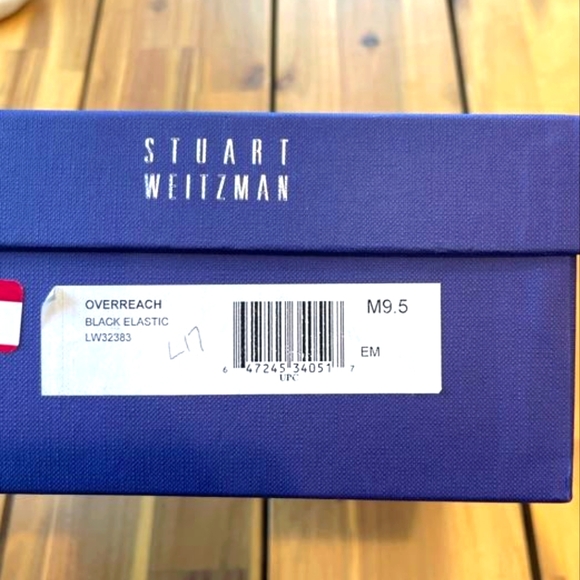 STUART
WEITZMAN
OVERREACH
BLACK ELASTIC
LW32383
M9.5
EM
6 47245 34051 7
UPC